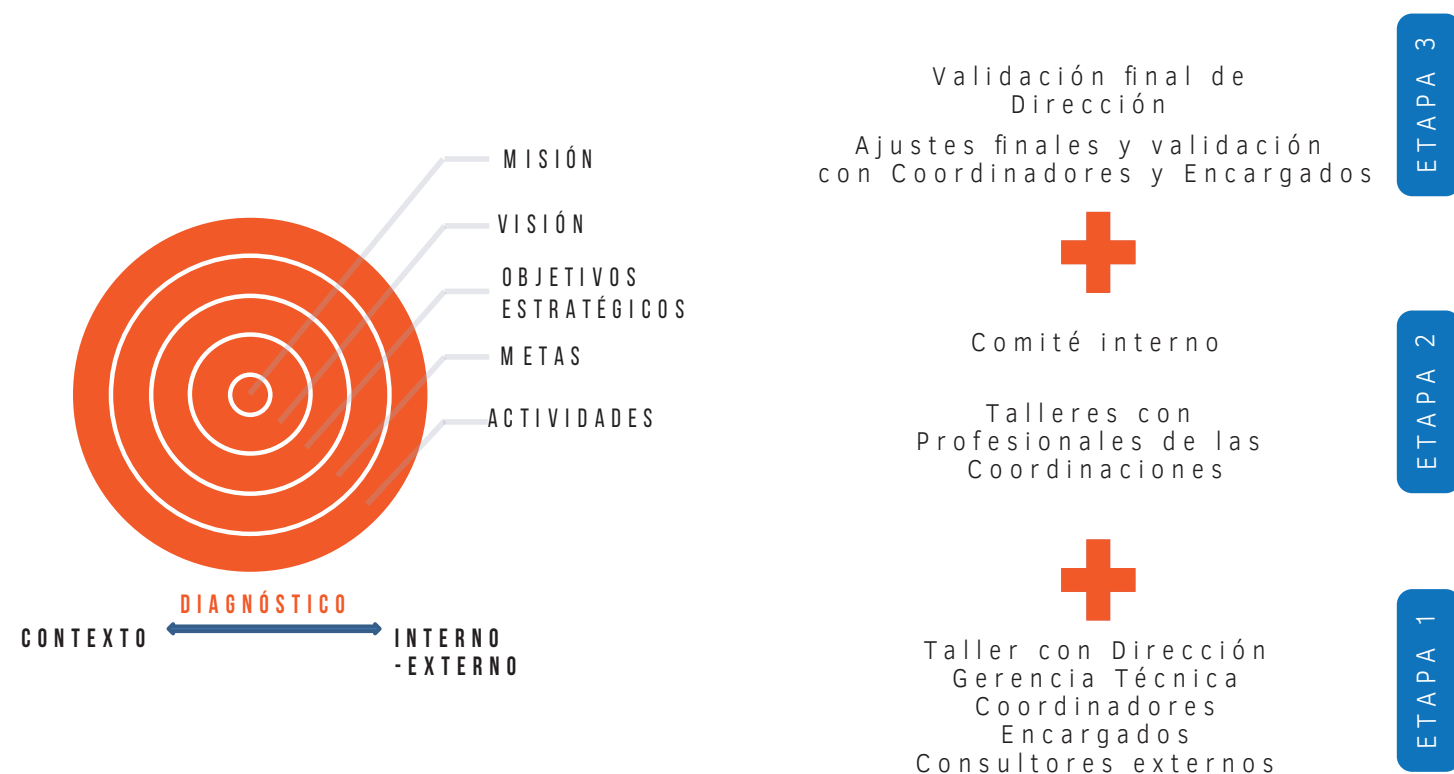 MISIÓN
VISIÓN
OBJETIVOS
ESTRATÉGICOS
METAS
ACTIVIDADES
DIAGNÓSTICO
CONTEXTO
INTERNO
-EXTERNO
Validación final de
Dirección
Ajustes finales y validación
con Coordinadores y Encargados
ETAPA 3
Comité interno
Talleres con
Profesionales de las
Coordinaciones
ETAPA 2
Taller con Dirección
Gerencia Técnica
Coordinadores
Encargados
Consultores externos
ETAPA 1